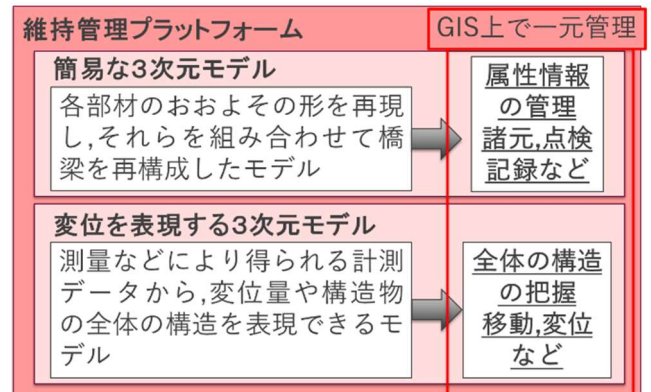 維持管理プラットフォーム
GIS上で一元管理
簡易な3次元モデル
各部材のおおよその形を再現
し,それらを組み合わせて橋
梁を再構成したモデル
属性情報
の管理
諸元,点検
記録など
変位を表現する3次元モデル
測量などにより得られる計測
データから,変位量や構造物
の全体の構造を表現できるモ
デル
全体の構造
の把握
移動,変位
など